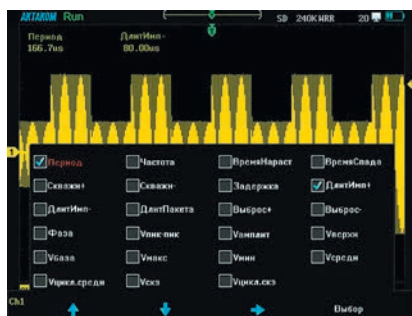 AKTAKOM Run SD 240K WRR 20
Период ДлитИмп-
166.7us 80.00us
Период Частота ВремяНараст ВремяСпада
Скважн+ Скважн- Задержка ДлитИмп+
ДлитИмп- ДлитПакета Выброс+ Выброс-
Фаза Vпик-пик Vамплит Vверхн
Vбаза Vмакс Vмин Vсредн
Vцикл.средн Vскз Vцикл.скз
Ch1 Выбор